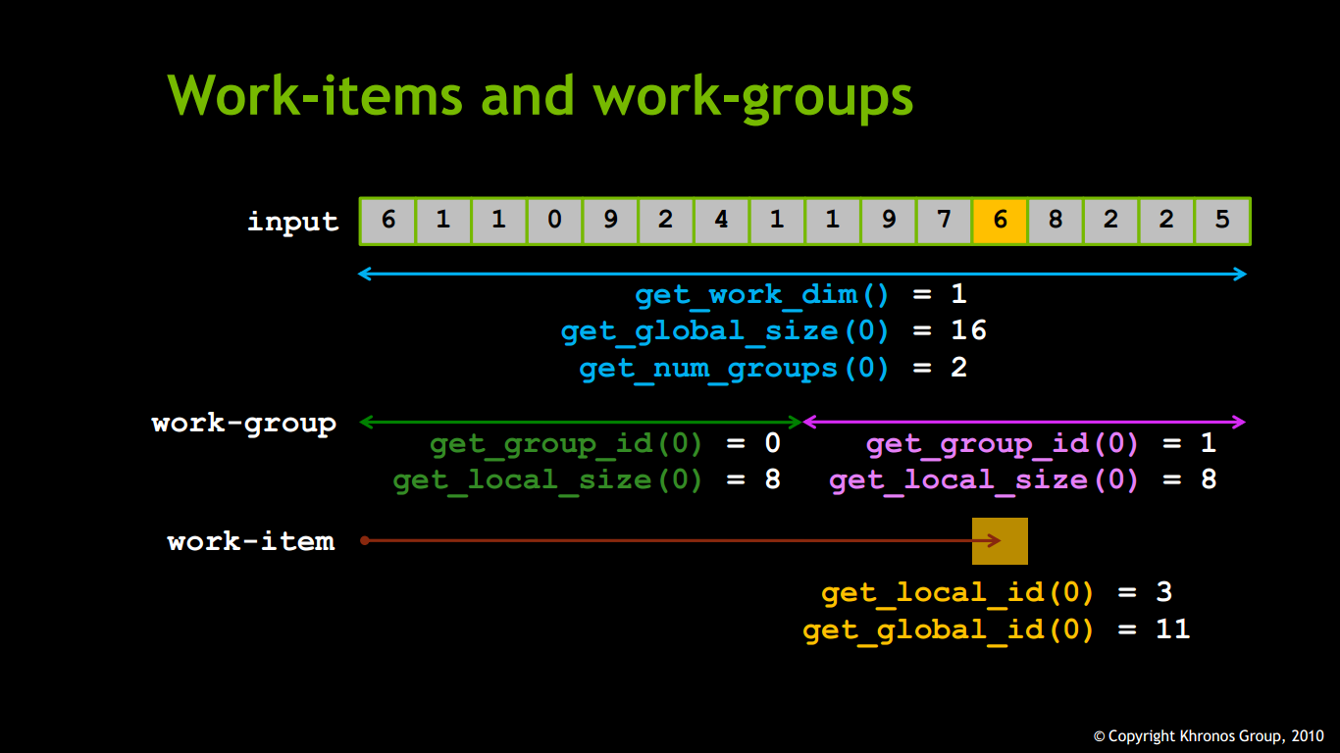 Work-items and work-groups
input 6 1 1 0 9 2 4 1 1 9 7 6 8 2 2 5
get_work_dim() = 1
get_global_size(0) = 16
get_num_groups(0) = 2
work-group
get_group_id(0) = 0 get_group_id(0) = 1
get_local_size(0) = 8 get_local_size(0) = 8
work-item
get_local_id(0) = 3
get_global_id(0) = 11
© Copyright Khronos Group, 2010